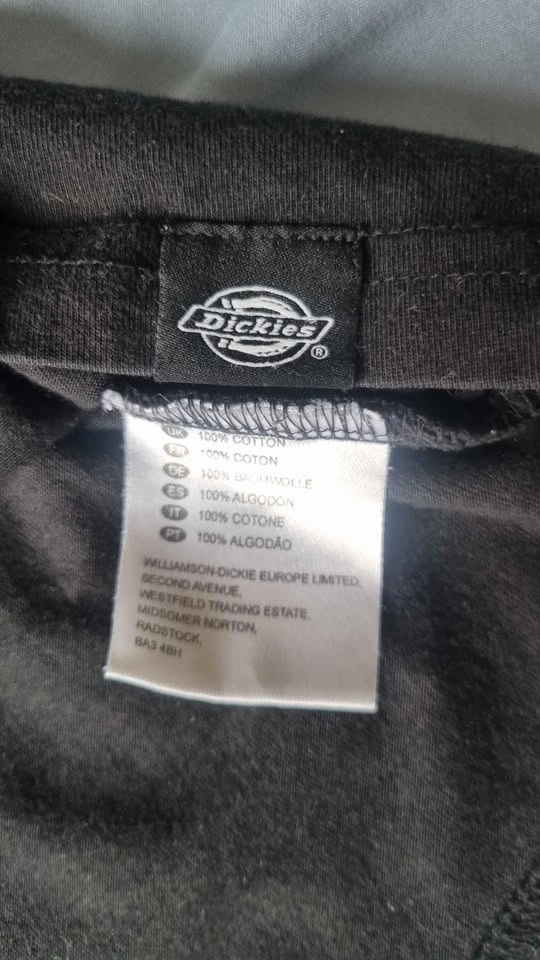 Dickies®
UK 100% COTTON
FR 100% COTON
DE 100% BAUMWOLLE
ES 100% ALGODON
IT 100% COTONE
PT 100% ALGODÃO
WILLIAMSON-DICKIE EUROPE LIMITED,
SECOND AVENUE,
WESTFIELD TRADING ESTATE,
MIDSOMER NORTON,
RADSTOCK,
BA3 4BH